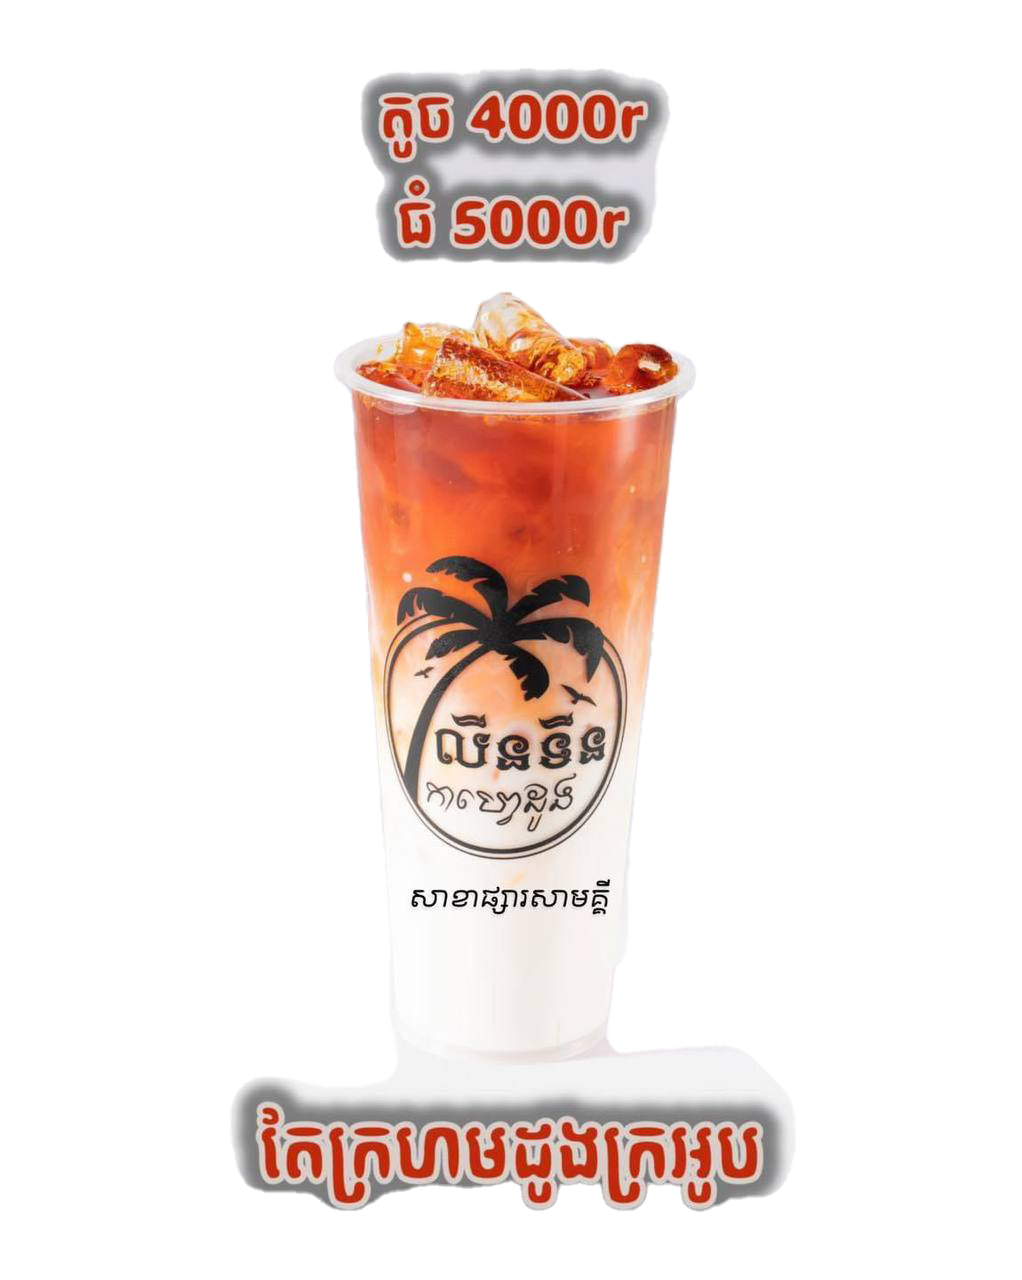 តូច 4000r
ធំ 5000r
លីនទីន
កាហ្វេដូង
សាខាផ្សារសាមគ្គី
តែក្រហមដូងក្រអូប